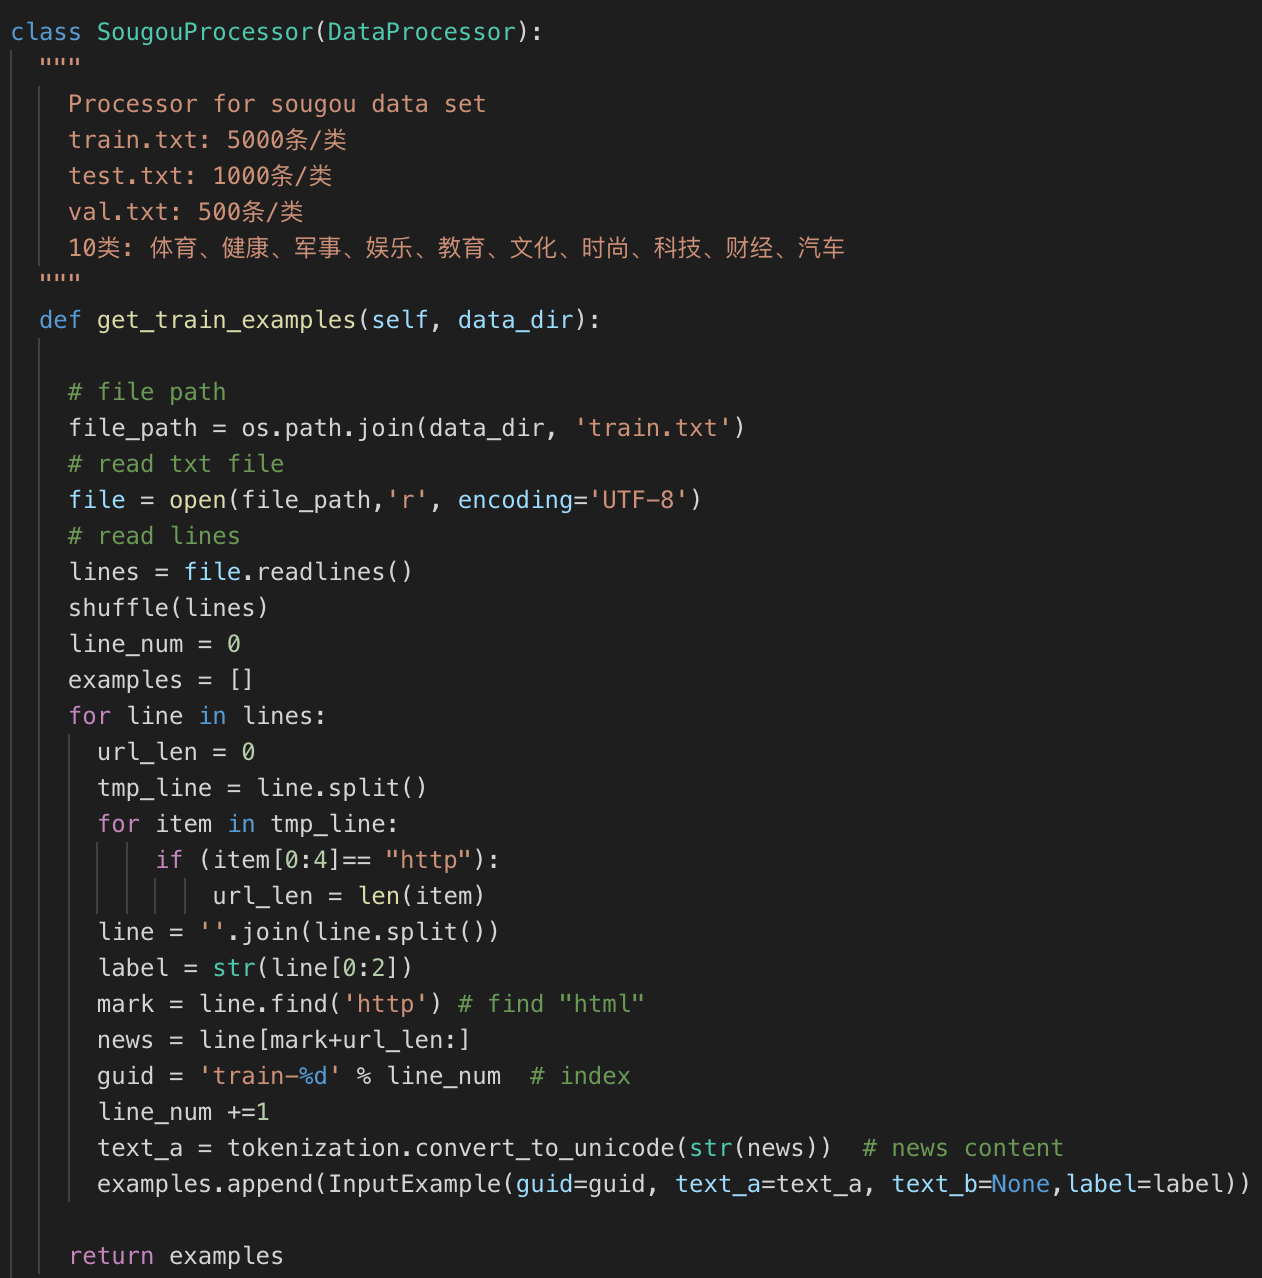 class SougouProcessor(DataProcessor):
"""
Processor for sougou data set
train.txt: 5000条/类
test.txt: 1000条/类
val.txt: 500条/类
10类: 体育、健康、军事、娱乐、教育、文化、时尚、科技、财经、汽车
"""
def get_train_examples(self, data_dir):
# file path
file_path = os.path.join(data_dir, 'train.txt')
# read txt file
file = open(file_path,'r', encoding='UTF-8')
# read lines
lines = file.readlines()
shuffle(lines)
line_num = 0
examples = []
for line in lines:
url_len = 0
tmp_line = line.split()
for item in tmp_line:
if (item[0:4]== "http"):
url_len = len(item)
line = ''.join(line.split())
label = str(line[0:2])
mark = line.find('http') # find "html"
news = line[mark+url_len:]
guid = 'train-%d' % line_num  # index
line_num +=1
text_a = tokenization.convert_to_unicode(str(news))  # news content
examples.append(InputExample(guid=guid, text_a=text_a, text_b=None,label=label))
return examples